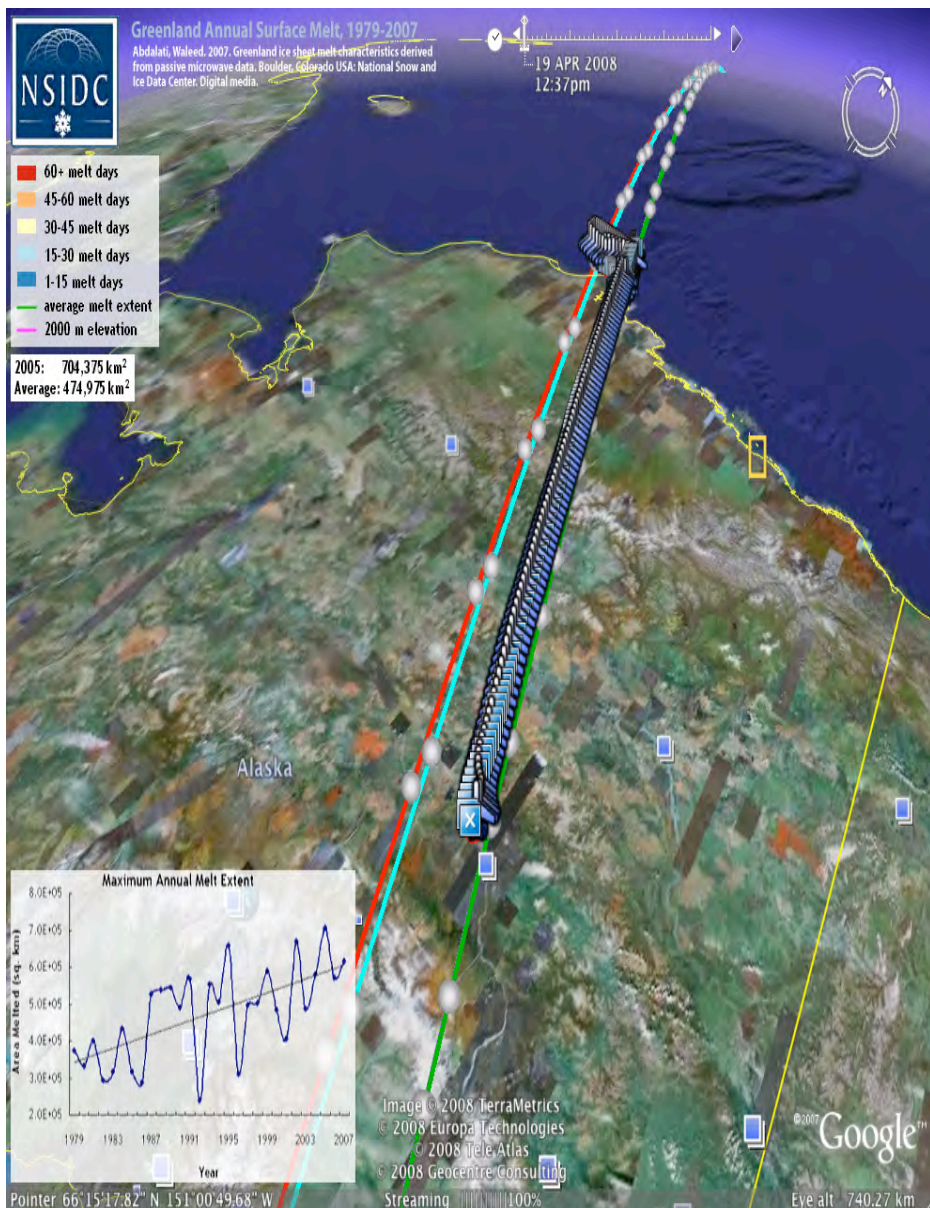 NSIDC
Greenland Annual Surface Melt, 1979-2007
Abdalati, Waleed. 2007. Greenland ice sheet melt characteristics derived
from passive microwave data. Boulder, Colorado USA: National Snow and
Ice Data Center. Digital media.
19 APR 2008
12:37pm
N
60+ melt days
45-60 melt days
30-45 melt days
15-30 melt days
1-15 melt days
average melt extent
2000 m elevation
2005: 704,375 km²
Average: 474,975 km²
Alaska
X
Maximum Annual Melt Extent
Area Melted (sq. km)
8.0E+05
7.0E+05
6.0E+05
5.0E+05
4.0E+05
3.0E+05
2.0E+05
1979 1983 1987 1991 1995 1999 2003 2007
Year
Image © 2008 TerraMetrics
© 2008 Europa Technologies
© 2008 Tele Atlas
© 2008 Geocentre Consulting
©2007 Google™
Pointer 66°15'17.82" N 151°00'49.68" W Streaming ||||||||| 100% Eye alt 740.27 km